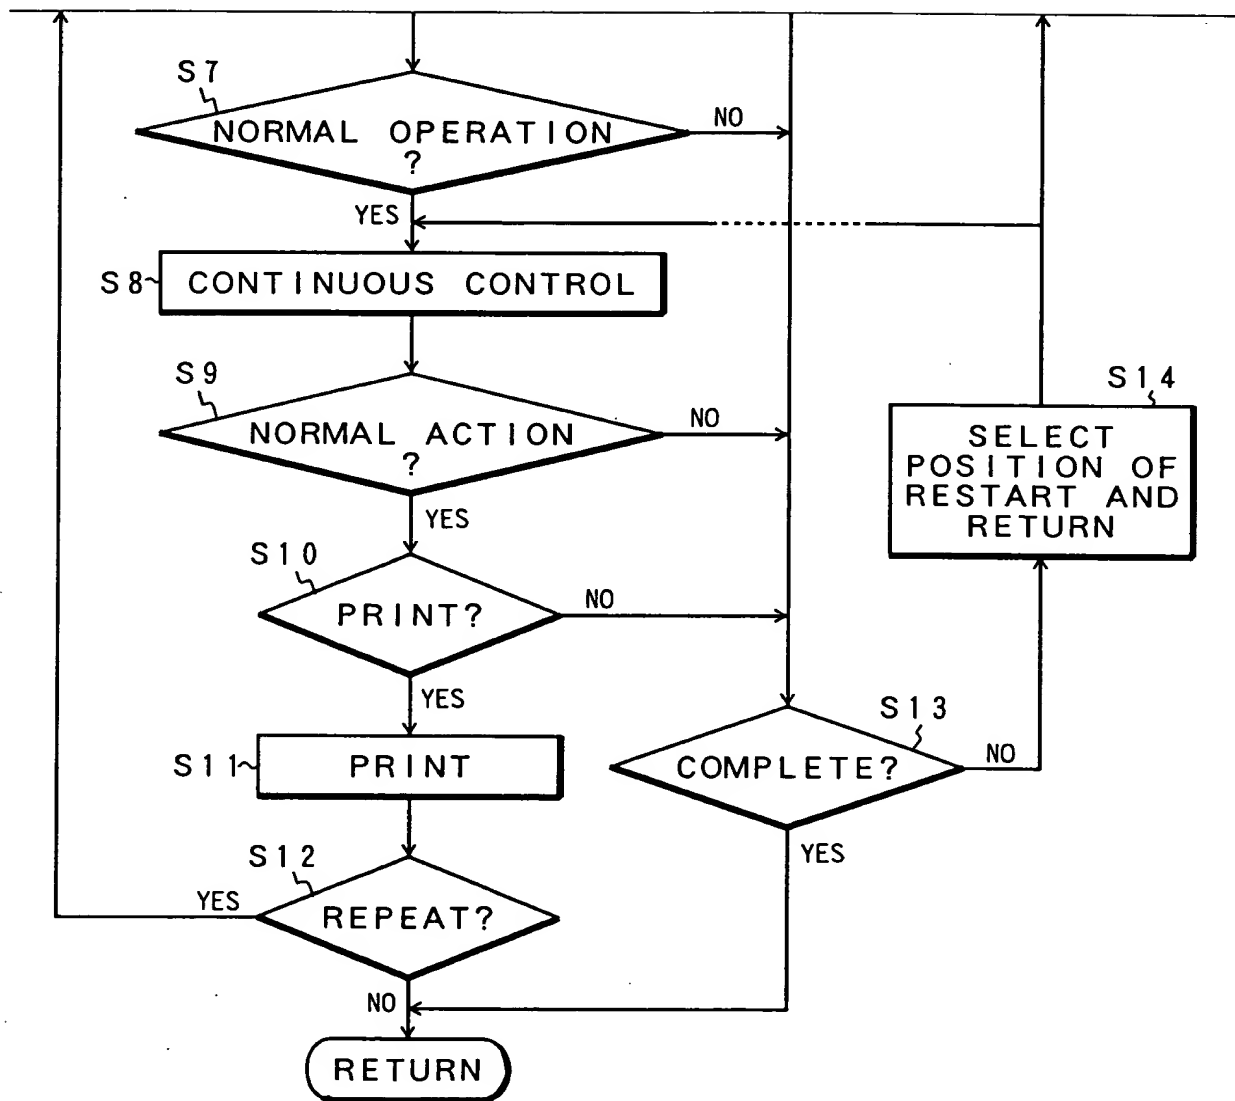 S7
NORMAL OPERATION
?
NO
YES
S8
CONTINUOUS CONTROL
S9
NORMAL ACTION
?
NO
YES
S14
SELECT
POSITION OF
RESTART AND
RETURN
S10
PRINT?
NO
YES
S11
PRINT
S13
COMPLETE?
NO
YES
S12
YES
REPEAT?
NO
RETURN